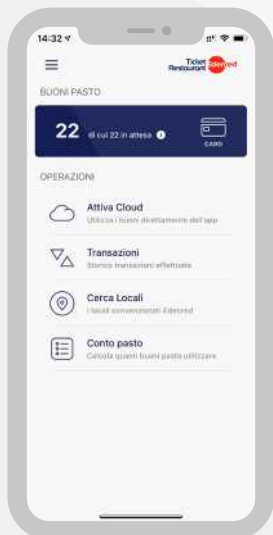 14:32
Ticket
Restaurant Edenred
BUONI PASTO
22 di cui 22 in attesa
CARD
OPERAZIONI
Attiva Cloud
Utilizza i buoni direttamente dall'app
Transazioni
Storico transazioni effettuate
Cerca Locali
I locali convenzionati Edenred
Conto pasto
Calcola quanti buoni pasto utilizzare